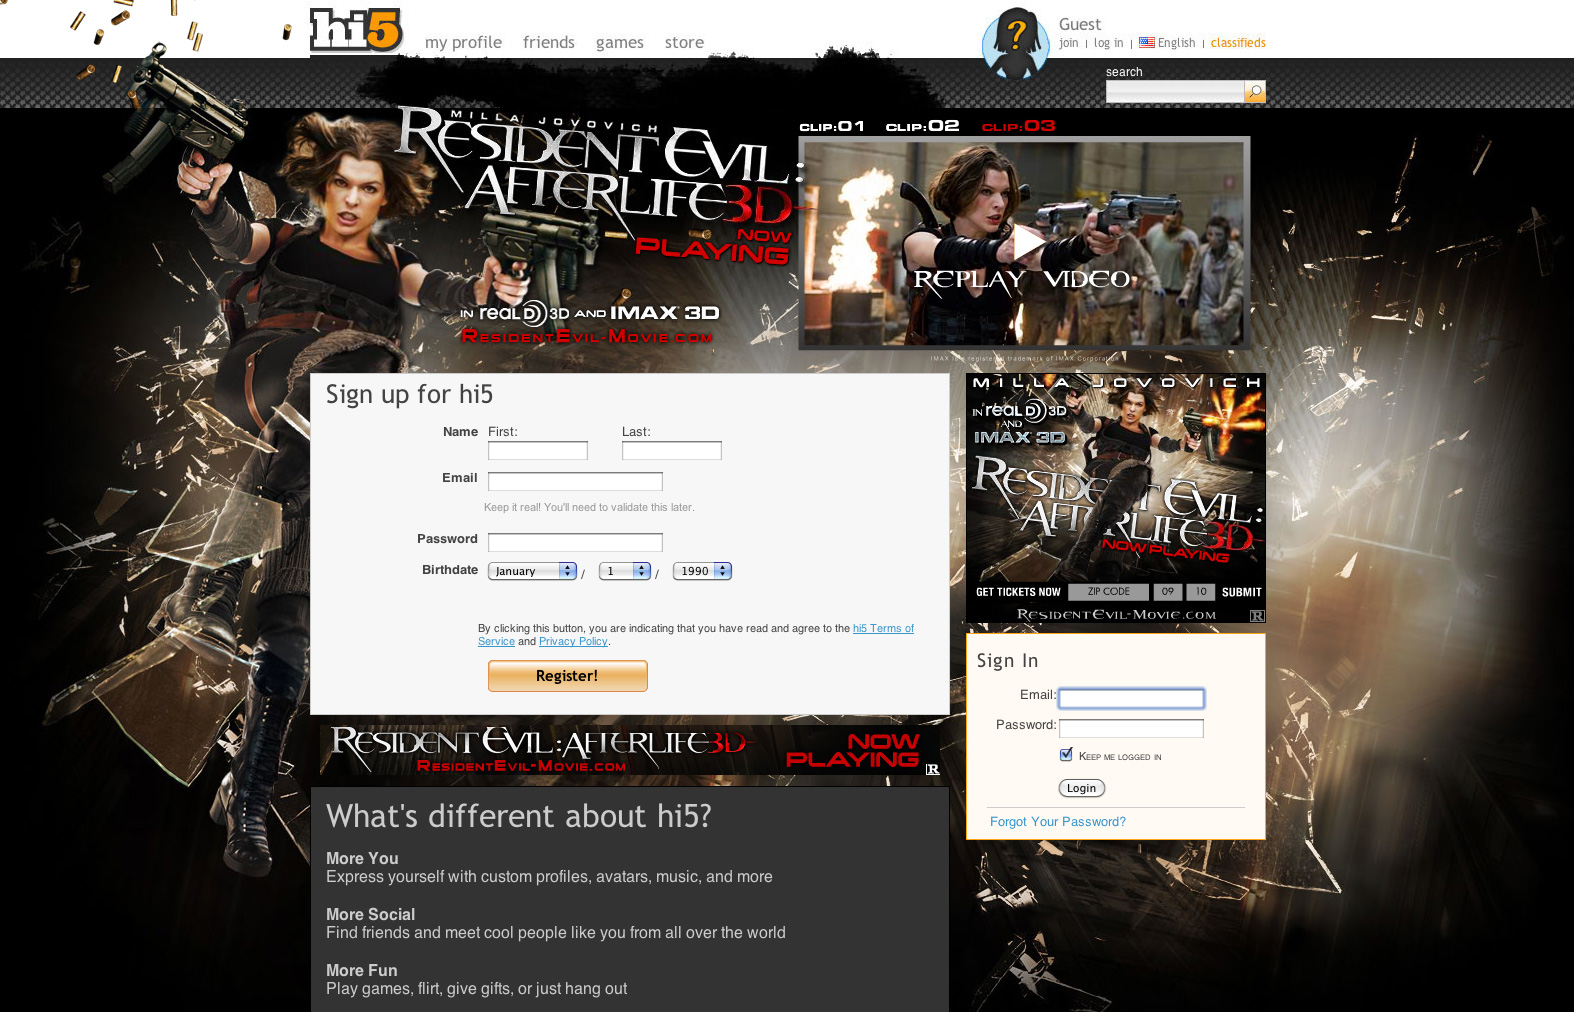 hi5
my profile friends games store
Guest
join | log in | English | classifieds
search
MILLA JOVOVICH
RESIDENT EVIL:
AFTERLIFE 3D
NOW
PLAYING
IN REAL D 3D AND IMAX 3D
RESIDENTEVIL-MOVIE.COM
CLIP:01 CLIP:02 CLIP:03
REPLAY VIDEO
IMAX is a registered trademark of IMAX Corporation
Sign up for hi5
Name First: Last:
Email
Keep it real! You'll need to validate this later.
Password
Birthdate January / 1 / 1990
By clicking this button, you are indicating that you have read and agree to the hi5 Terms of
Service and Privacy Policy.
Register!
MILLA JOVOVICH
IN REAL D 3D
AND
IMAX 3D
RESIDENT EVIL:
AFTERLIFE 3D
NOW PLAYING
GET TICKETS NOW ZIP CODE 09 10 SUBMIT
RESIDENTEVIL-MOVIE.COM R
Sign In
Email:
Password:
KEEP ME LOGGED IN
Login
Forgot Your Password?
RESIDENT EVIL:AFTERLIFE 3D
RESIDENTEVIL-MOVIE.COM
NOW
PLAYING
R
What's different about hi5?
More You
Express yourself with custom profiles, avatars, music, and more
More Social
Find friends and meet cool people like you from all over the world
More Fun
Play games, flirt, give gifts, or just hang out